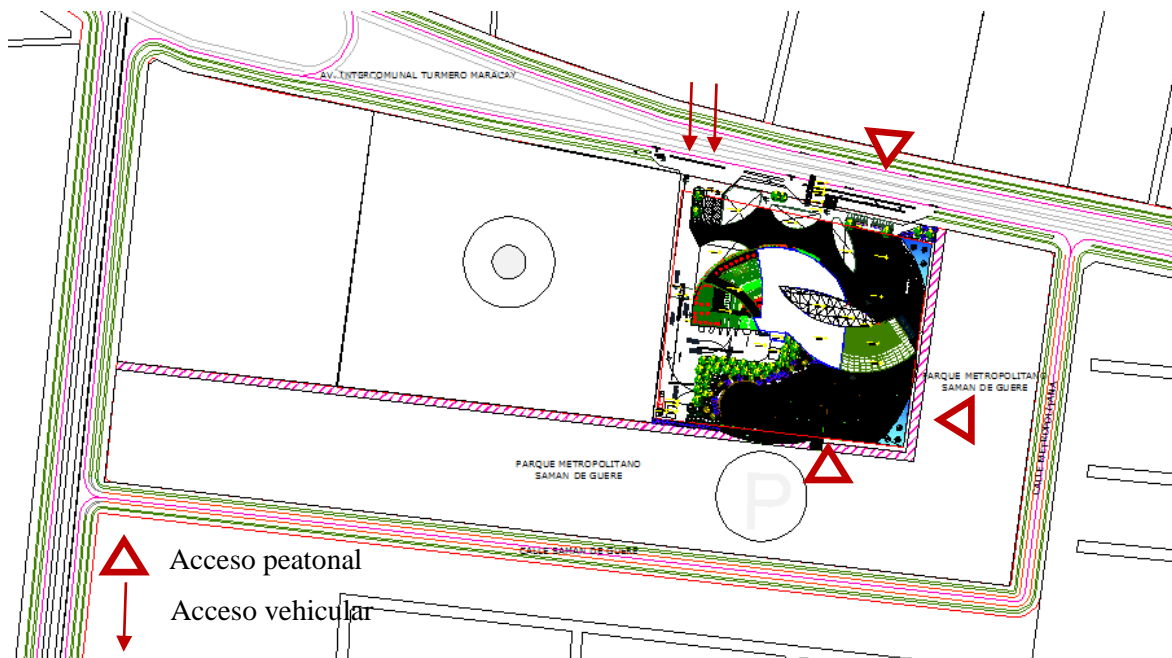 AV. INTERCOMUNAL TURMERO MARACAY
PARQUE METROPOLITANO
SAMAN DE GUERE
CALLE METROPOLITANA
PARQUE METROPOLITANO
SAMAN DE GUERE
P
CALLE SAMAN DE GUERE
Acceso peatonal
Acceso vehicular